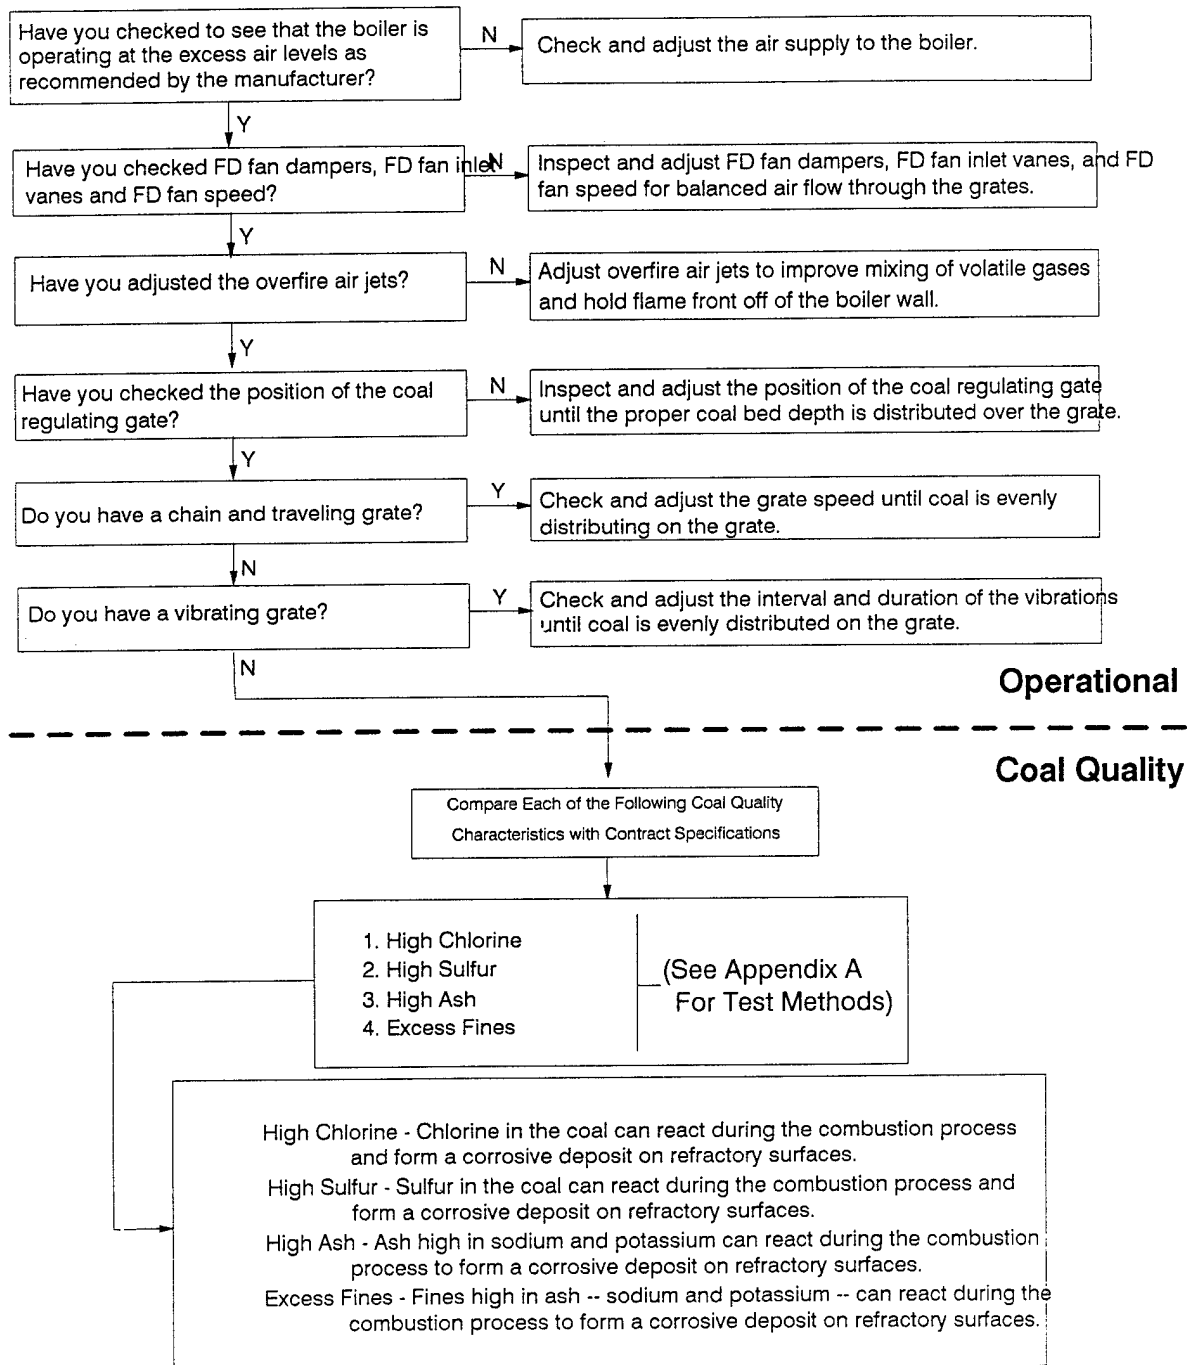 Have you checked to see that the boiler is
operating at the excess air levels as
recommended by the manufacturer?
N
Check and adjust the air supply to the boiler.
Y
Have you checked FD fan dampers, FD fan inlet
vanes and FD fan speed?
N
Inspect and adjust FD fan dampers, FD fan inlet vanes, and FD
fan speed for balanced air flow through the grates.
Y
Have you adjusted the overfire air jets?
N
Adjust overfire air jets to improve mixing of volatile gases
and hold flame front off of the boiler wall.
Y
Have you checked the position of the coal
regulating gate?
N
Inspect and adjust the position of the coal regulating gate
until the proper coal bed depth is distributed over the grate.
Y
Do you have a chain and traveling grate?
Y
Check and adjust the grate speed until coal is evenly
distributing on the grate.
N
Do you have a vibrating grate?
Y
Check and adjust the interval and duration of the vibrations
until coal is evenly distributed on the grate.
N
Operational
Coal Quality
Compare Each of the Following Coal Quality
Characteristics with Contract Specifications
1. High Chlorine
2. High Sulfur
3. High Ash
4. Excess Fines
(See Appendix A
For Test Methods)
High Chlorine - Chlorine in the coal can react during the combustion process
and form a corrosive deposit on refractory surfaces.
High Sulfur - Sulfur in the coal can react during the combustion process and
form a corrosive deposit on refractory surfaces.
High Ash - Ash high in sodium and potassium can react during the combustion
process to form a corrosive deposit on refractory surfaces.
Excess Fines - Fines high in ash -- sodium and potassium -- can react during the
combustion process to form a corrosive deposit on refractory surfaces.